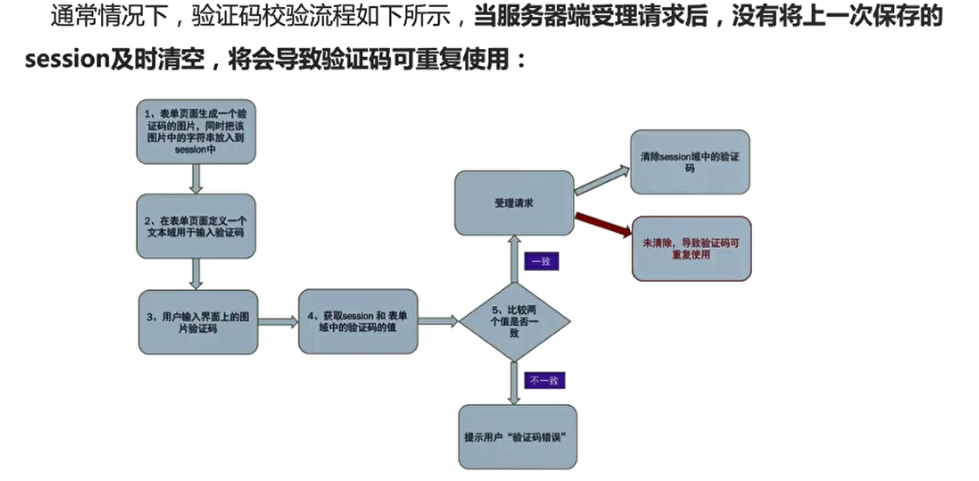 通常情况下，验证码校验流程如下所示，当服务器端受理请求后，没有将上一次保存的
session及时清空，将会导致验证码可重复使用：
1、表单页面生成一个验
证码的图片，同时把该
图片中的字符串放入到
session中
2、在表单页面定义一个
文本域用于输入验证码
3、用户输入界面上的图
片验证码
4、获取session 和 表单
域中的验证码的值
5、比较两
个值是否一
致
一致
受理请求
清除session域中的验证
码
未清除，导致验证码可
重复使用
不一致
提示用户“验证码错误”